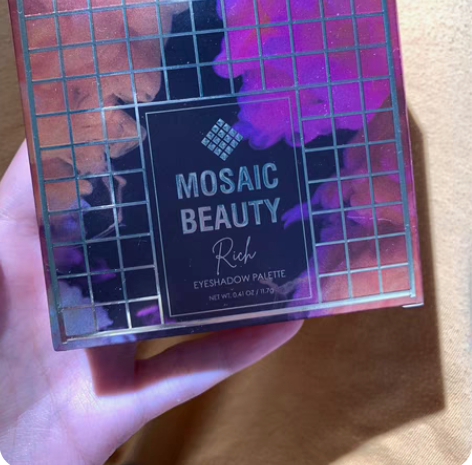 MOSAIC
BEAUTY
Rich
EYESHADOW PALETTE
NET WT. 0.41 OZ / 11.7G